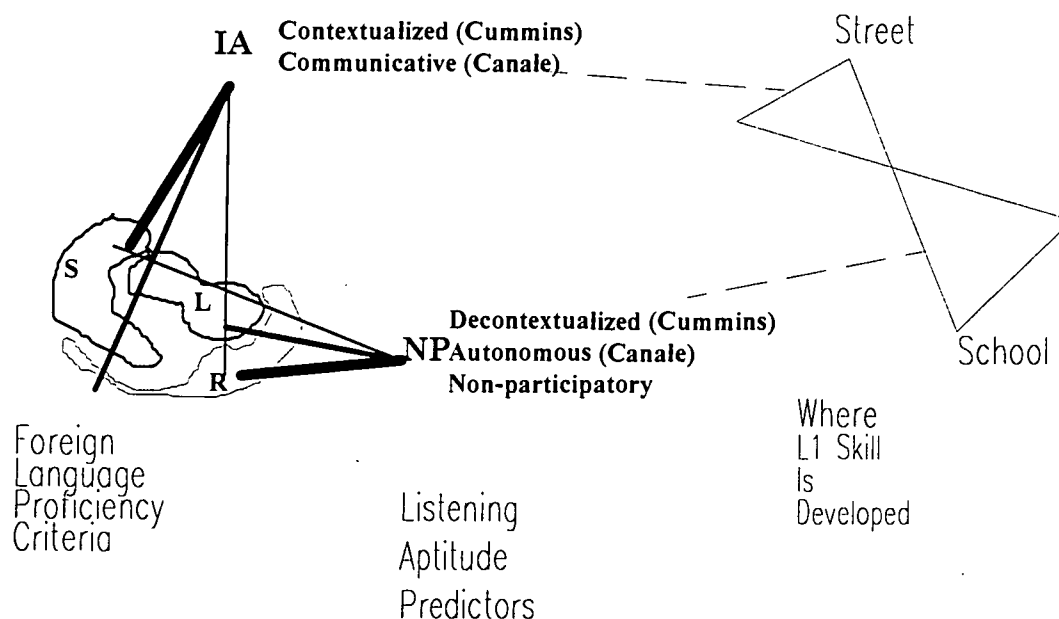 IA
Contextualized (Cummins)
Communicative (Canale)
Street
S
L
R
NP
Decontextualized (Cummins)
Autonomous (Canale)
Non-participatory
School
Foreign
Language
Proficiency
Criteria
Listening
Aptitude
Predictors
Where
L1 Skill
Is
Developed